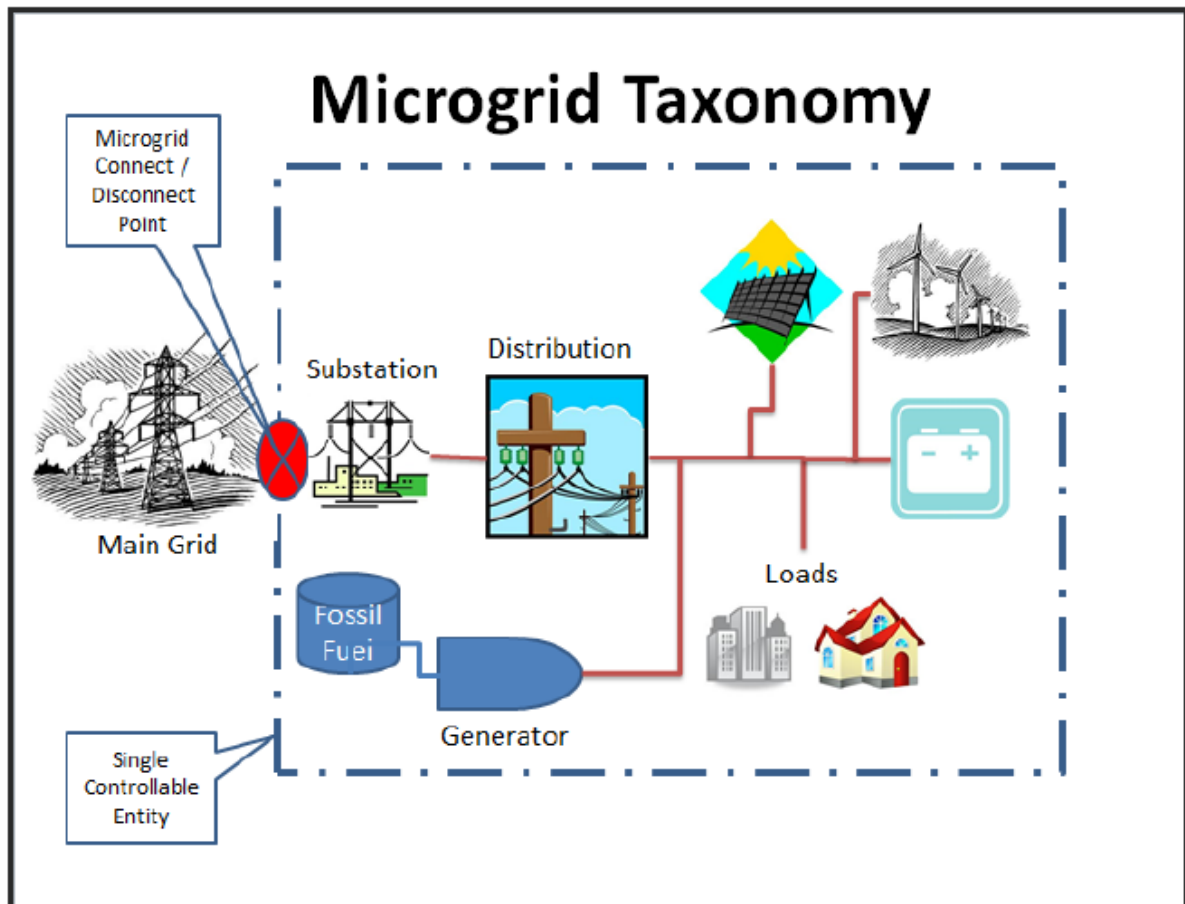 Microgrid Taxonomy
Microgrid
Connect /
Disconnect
Point
Substation
Distribution
Main Grid
Loads
Fossil
Fuei
Generator
Single
Controllable
Entity